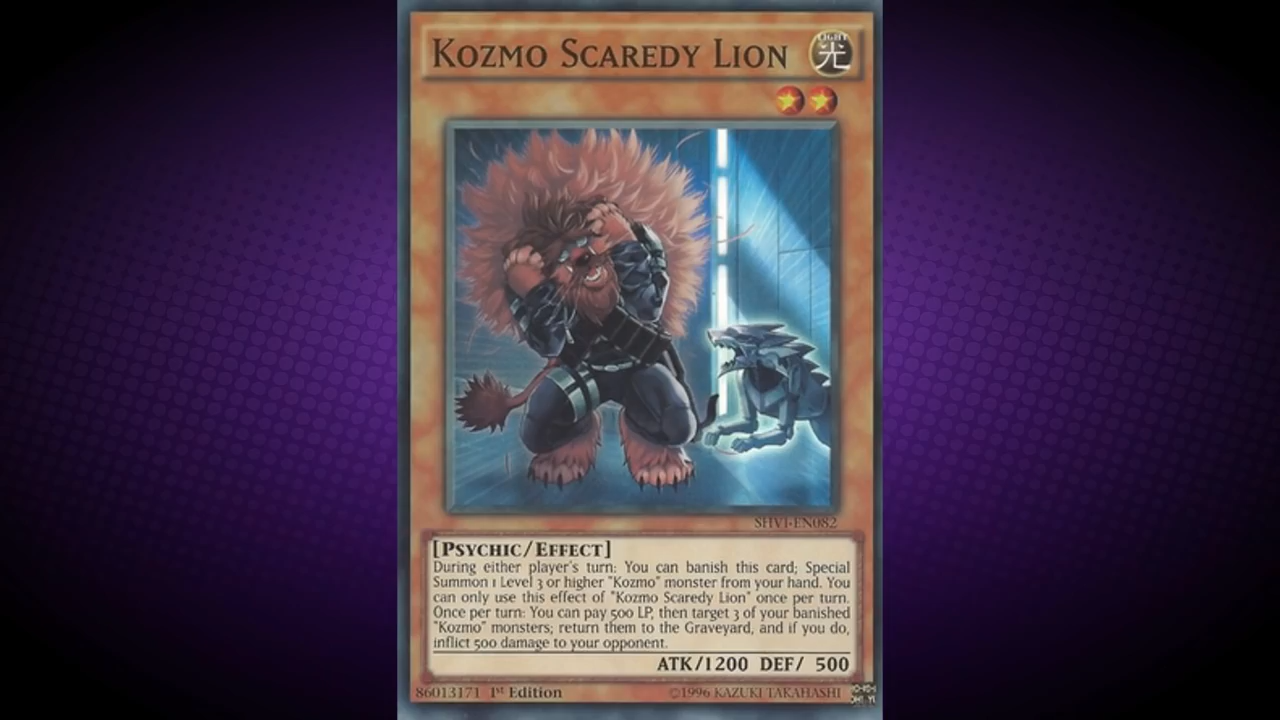 Kozmo Scaredy Lion
LIGHT
光
SHVI-EN082
[Psychic/Effect]
During either player's turn: You can banish this card; Special
Summon 1 Level 3 or higher "Kozmo" monster from your hand. You
can only use this effect of "Kozmo Scaredy Lion" once per turn.
Once per turn: You can pay 500 LP, then target 3 of your banished
"Kozmo" monsters; return them to the Graveyard, and if you do,
inflict 500 damage to your opponent.
ATK/1200 DEF/ 500
86013171 1st Edition ©1996 KAZUKI TAKAHASHI